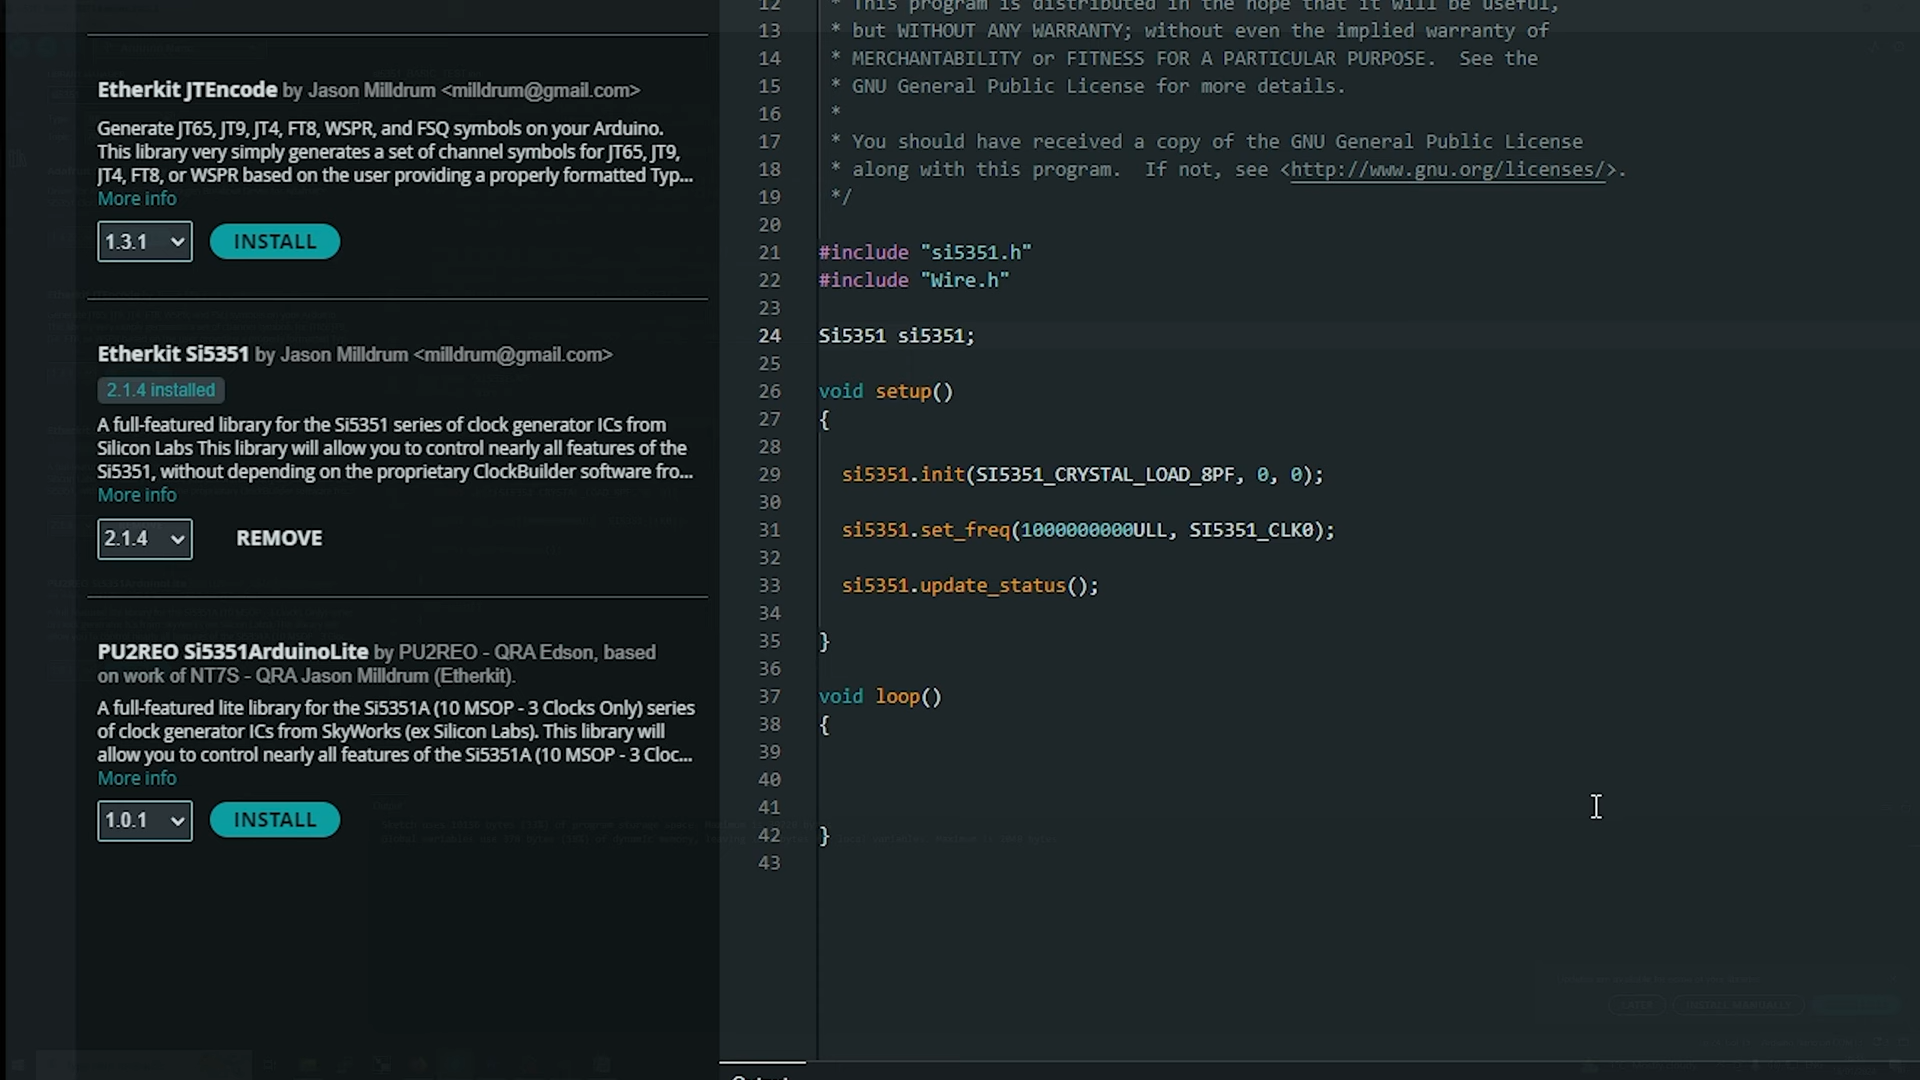 Etherkit JTEncode by Jason Milldrum <milldrum@gmail.com>
Generate JT65, JT9, JT4, FT8, WSPR, and FSQ symbols on your Arduino.
This library very simply generates a set of channel symbols for JT65, JT9,
JT4, FT8, or WSPR based on the user providing a properly formatted Typ...
More info
1.3.1 INSTALL
Etherkit Si5351 by Jason Milldrum <milldrum@gmail.com>
2.1.4 installed
A full-featured library for the Si5351 series of clock generator ICs from
Silicon Labs This library will allow you to control nearly all features of the
Si5351, without depending on the proprietary ClockBuilder software fro...
More info
2.1.4 REMOVE
PU2REO Si5351ArduinoLite by PU2REO - QRA Edson, based
on work of NT7S - QRA Jason Milldrum (Etherkit).
A full-featured lite library for the Si5351A (10 MSOP - 3 Clocks Only) series
of clock generator ICs from SkyWorks (ex Silicon Labs). This library will
allow you to control nearly all features of the Si5351A (10 MSOP - 3 Cloc...
More info
1.0.1 INSTALL
12 * This program is distributed in the hope that it will be useful,
13 * but WITHOUT ANY WARRANTY; without even the implied warranty of
14 * MERCHANTABILITY or FITNESS FOR A PARTICULAR PURPOSE.  See the
15 * GNU General Public License for more details.
16 *
17 * You should have received a copy of the GNU General Public License
18 * along with this program.  If not, see <http://www.gnu.org/licenses/>.
19 */
20
21 #include "si5351.h"
22 #include "Wire.h"
23
24 Si5351 si5351;
25
26 void setup()
27 {
28
29 si5351.init(SI5351_CRYSTAL_LOAD_8PF, 0, 0);
30
31 si5351.set_freq(1000000000ULL, SI5351_CLK0);
32
33 si5351.update_status();
34
35 }
36
37 void loop()
38 {
39
40
41
42 }
43